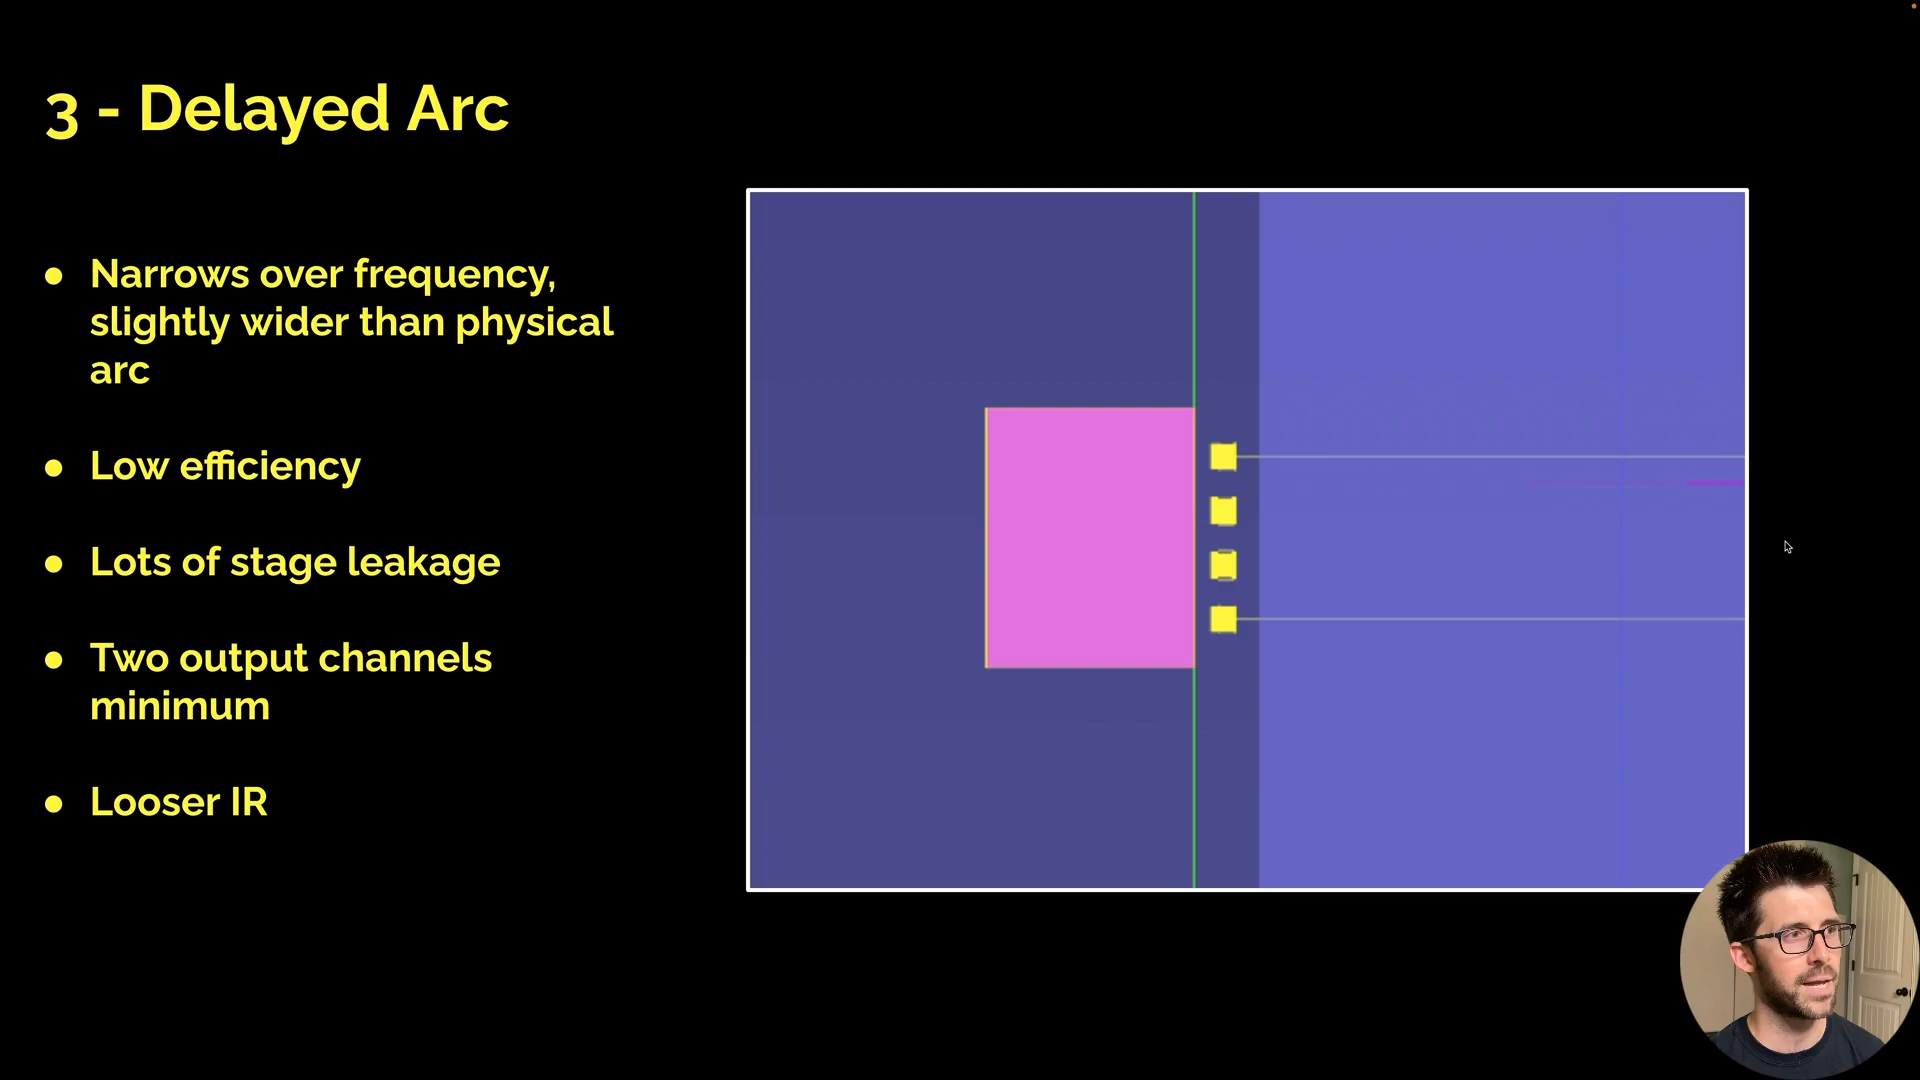 3 - Delayed Arc
● Narrows over frequency,
slightly wider than physical
arc
● Low efficiency
● Lots of stage leakage
● Two output channels
minimum
● Looser IR